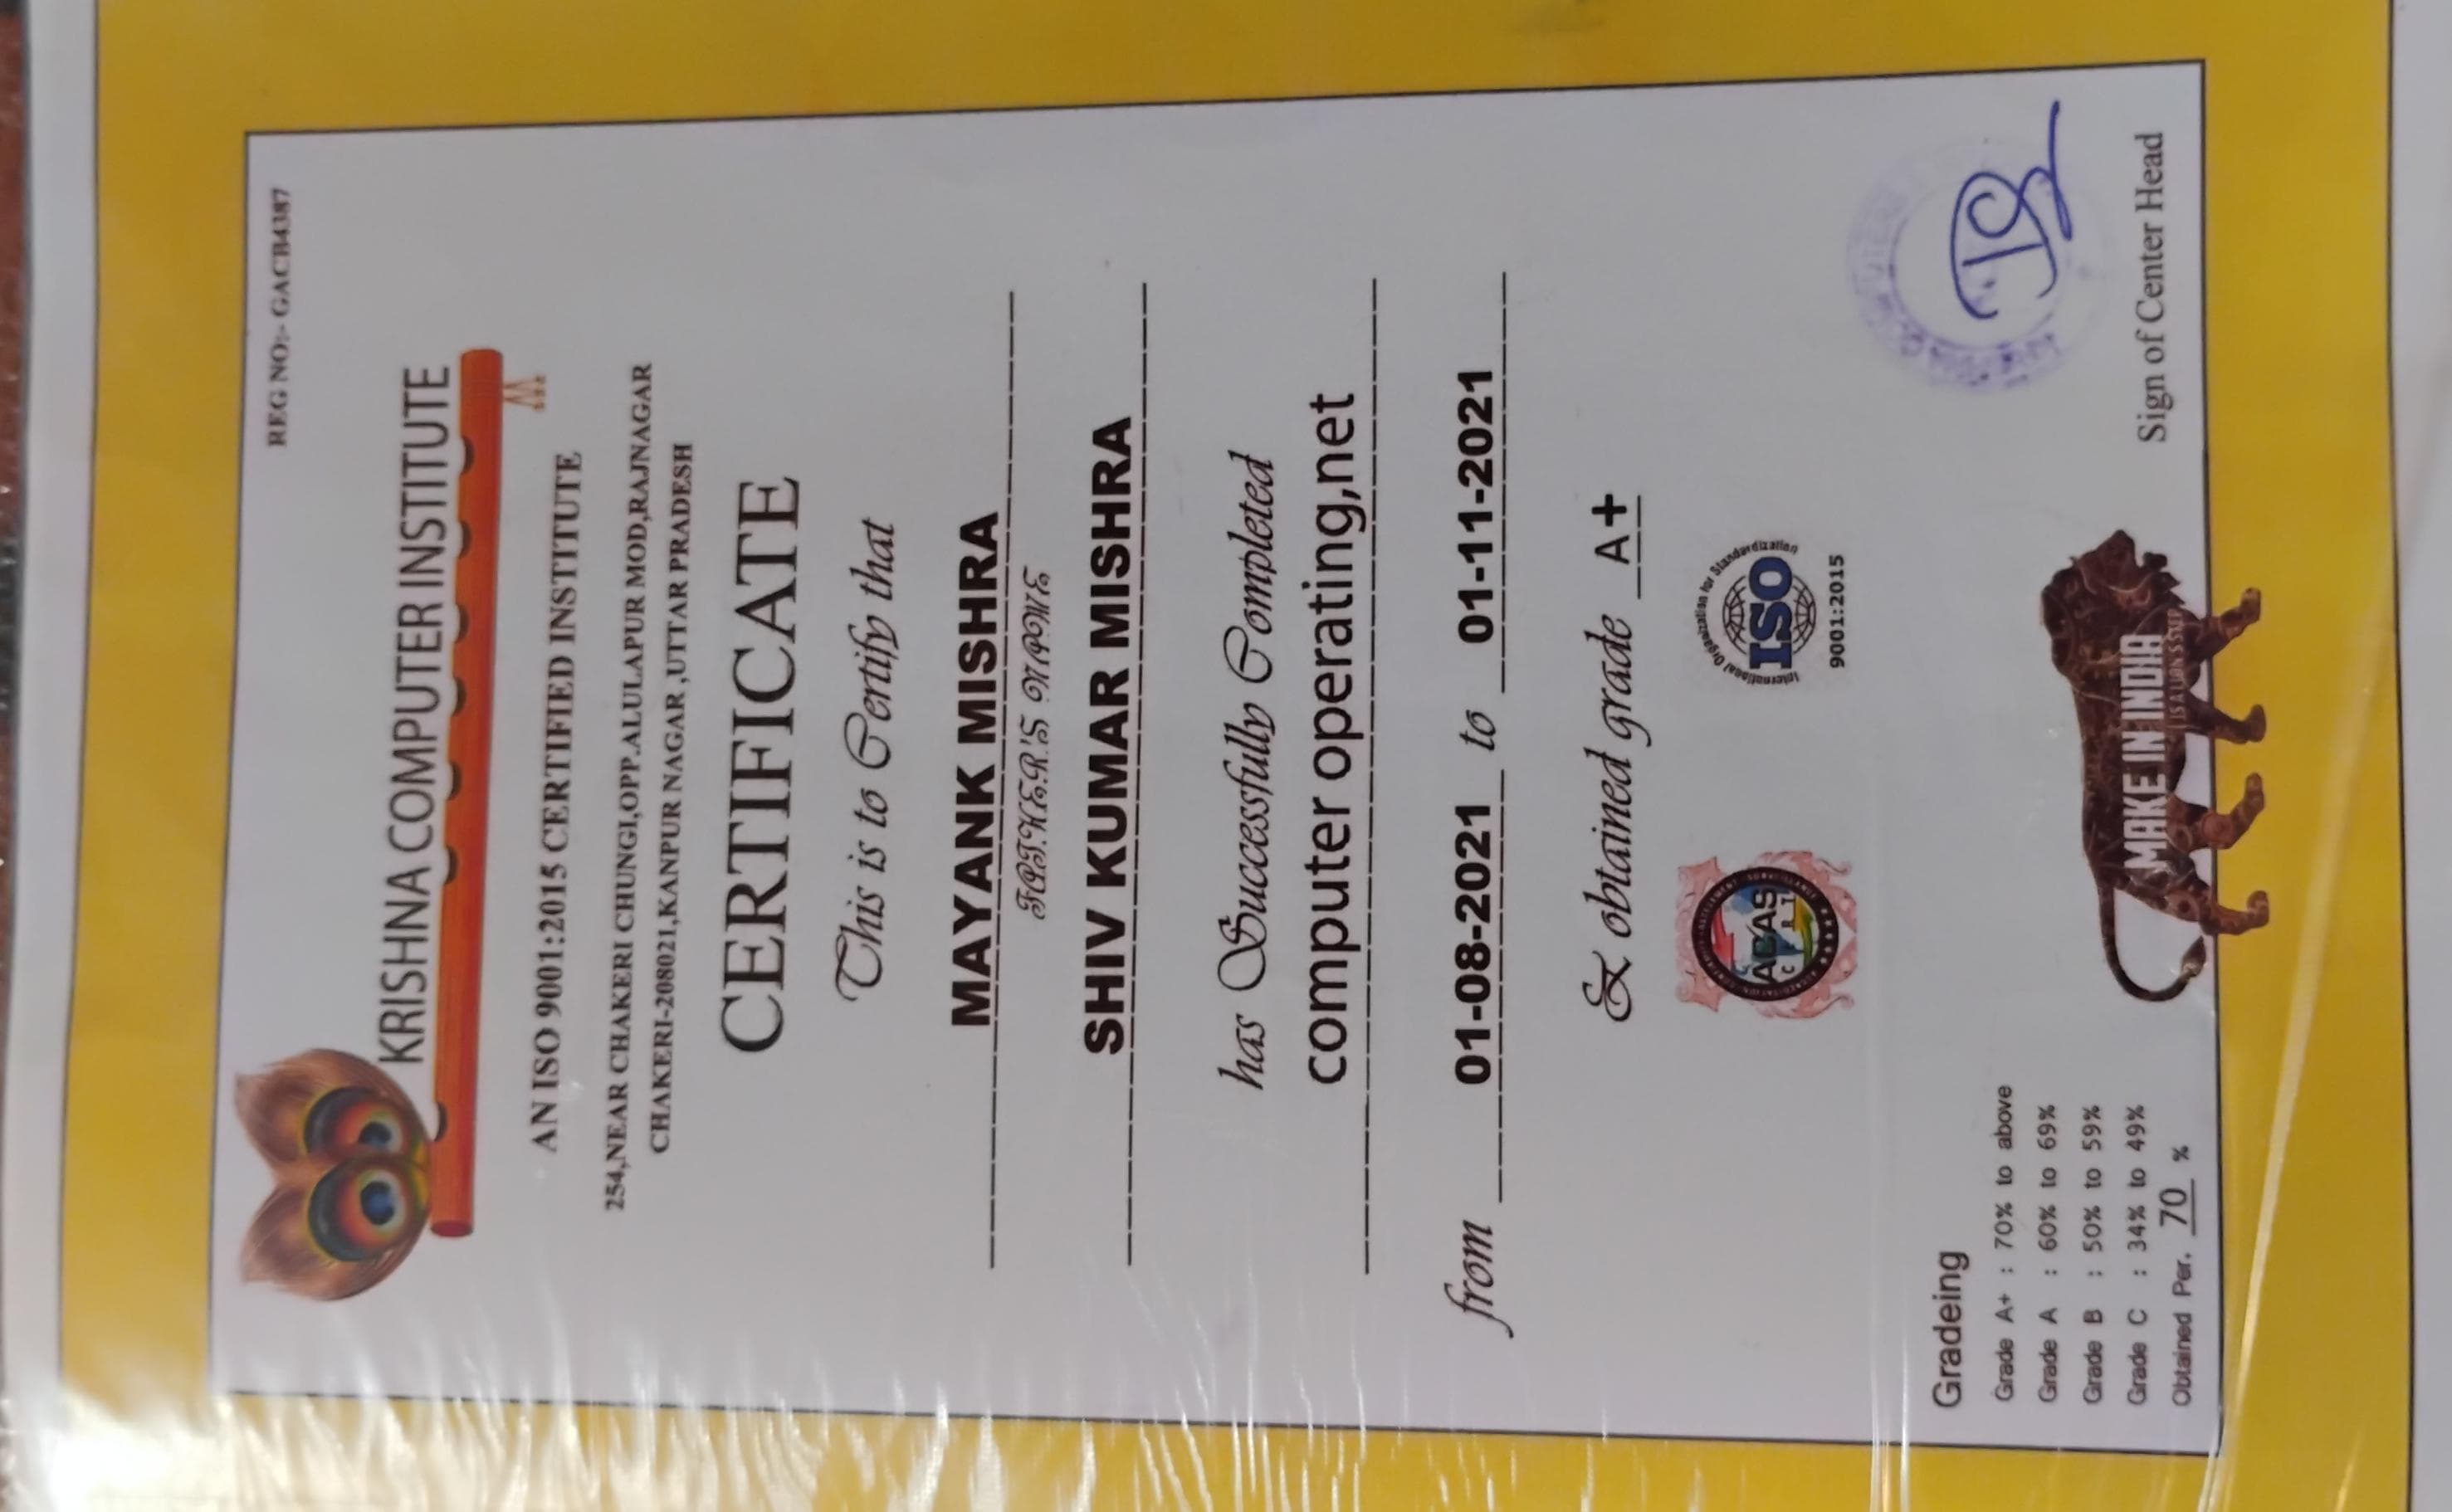 REG NO:- GACB4387
KRISHNA COMPUTER INSTITUTE
AN ISO 9001:2015 CERTIFIED INSTITUTE
254,NEAR CHAKERI CHUNGI,OPP.ALULAPUR MOD,RAJNAGAR
CHAKERI-208021,KANPUR NAGAR ,UTTAR PRADESH
CERTIFICATE
This is to Certify that
MAYANK MISHRA
FATHER'S NAME
SHIV KUMAR MISHRA
has Successfully Completed
computer operating,net
from 01-08-2021 to 01-11-2021
& obtained grade A+
ABAS
CERT
International Organization for Standardization
ISO
9001:2015
Gradeing
Grade A+ : 70% to above
Grade A : 60% to 69%
Grade B : 50% to 59%
Grade C : 34% to 49%
Obtained Per. 70 %
MAKE IN INDIA
Sign of Center Head